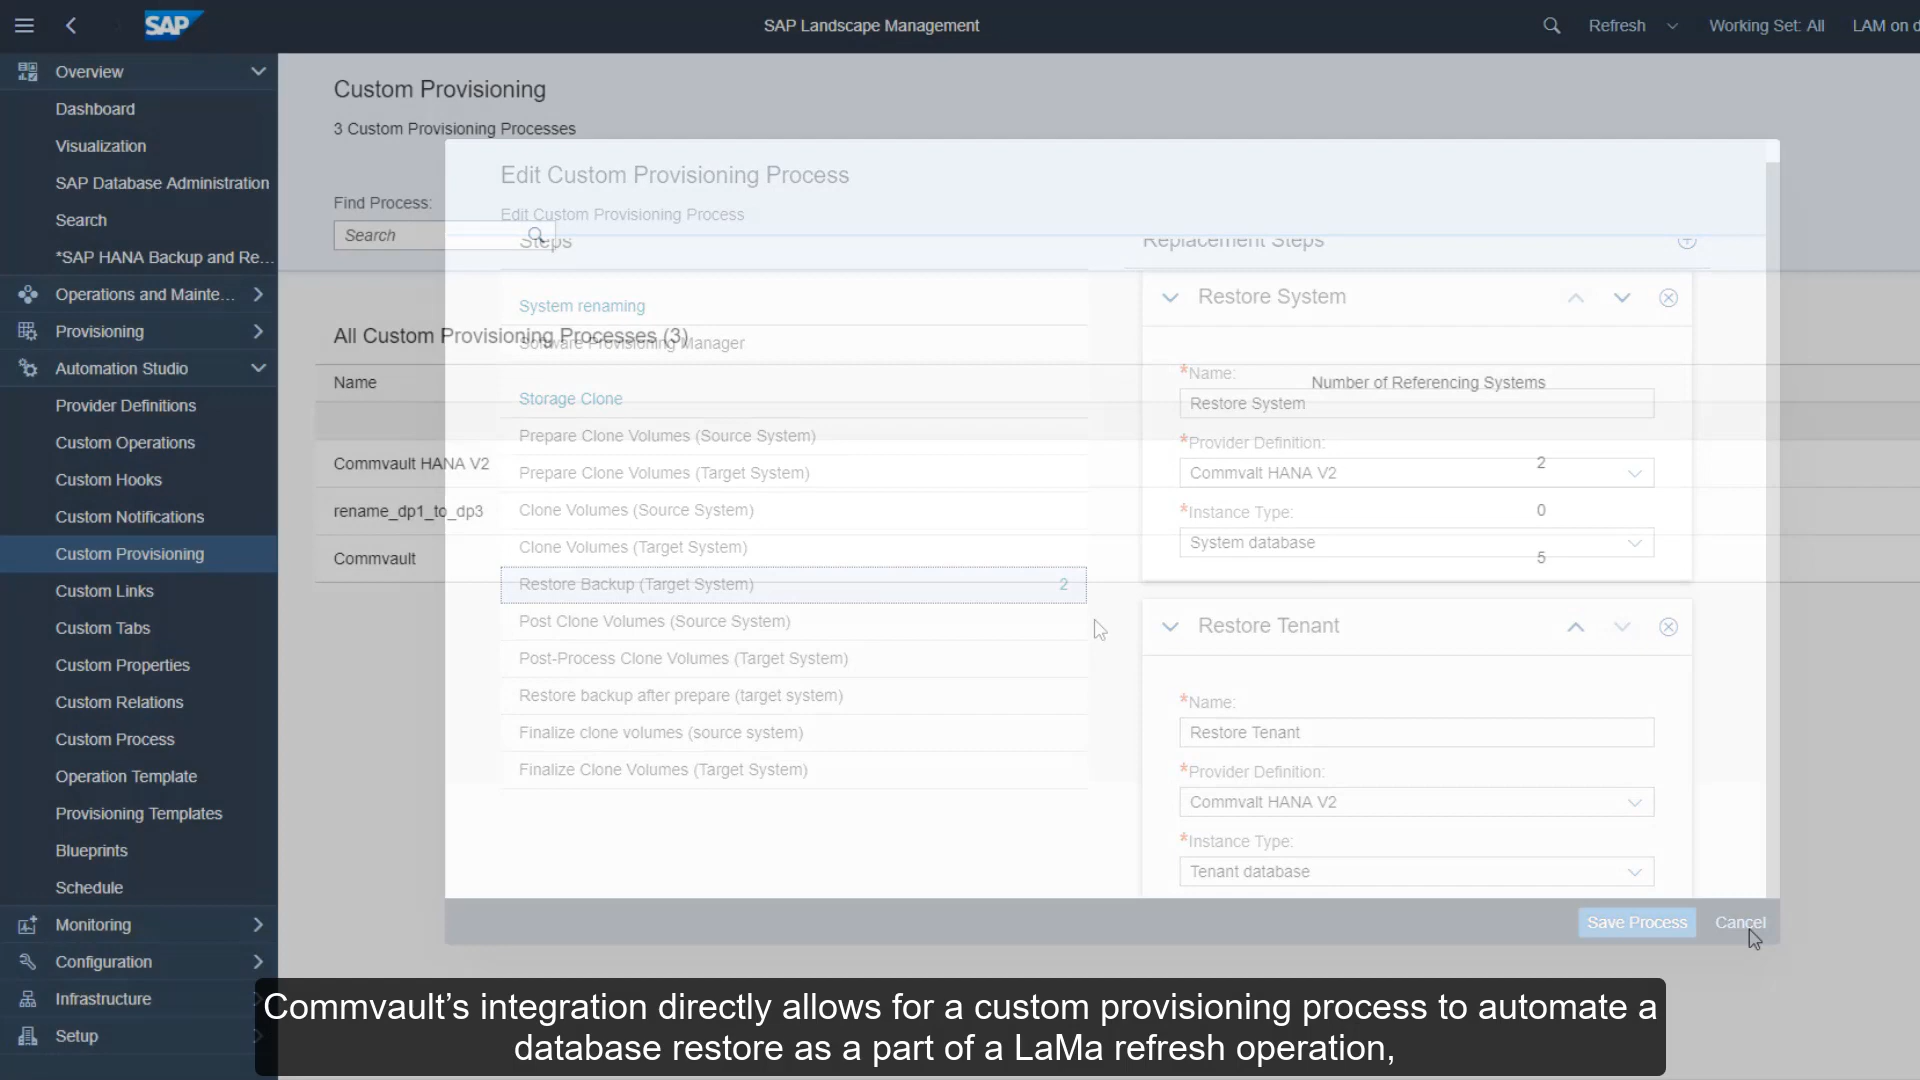 SAP
SAP Landscape Management
Refresh
Working Set: All
LAM on d
Overview
Dashboard
Visualization
SAP Database Administration
Search
*SAP HANA Backup and Re...
Operations and Mainte...
Provisioning
Automation Studio
Provider Definitions
Custom Operations
Custom Hooks
Custom Notifications
Custom Provisioning
Custom Links
Custom Tabs
Custom Properties
Custom Relations
Custom Process
Operation Template
Provisioning Templates
Blueprints
Schedule
Monitoring
Configuration
Infrastructure
Setup
Custom Provisioning
3 Custom Provisioning Processes
Find Process:
Search
All Custom Provisioning Processes (3)
Name
Number of Referencing Systems
Commvault HANA V2
2
rename_dp1_to_dp3
0
Commvault
5
Edit Custom Provisioning Process
Edit Custom Provisioning Process
Steps
System renaming
Software Provisioning Manager
Storage Clone
Prepare Clone Volumes (Source System)
Prepare Clone Volumes (Target System)
Clone Volumes (Source System)
Clone Volumes (Target System)
Restore Backup (Target System)
2
Post Clone Volumes (Source System)
Post-Process Clone Volumes (Target System)
Restore backup after prepare (target system)
Finalize clone volumes (source system)
Finalize Clone Volumes (Target System)
Replacement Steps
Restore System
*Name:
Restore System
*Provider Definition:
Commvalt HANA V2
*Instance Type:
System database
Restore Tenant
*Name:
Restore Tenant
*Provider Definition:
Commvalt HANA V2
*Instance Type:
Tenant database
Save Process
Cancel
Commvault’s integration directly allows for a custom provisioning process to automate a
database restore as a part of a LaMa refresh operation,